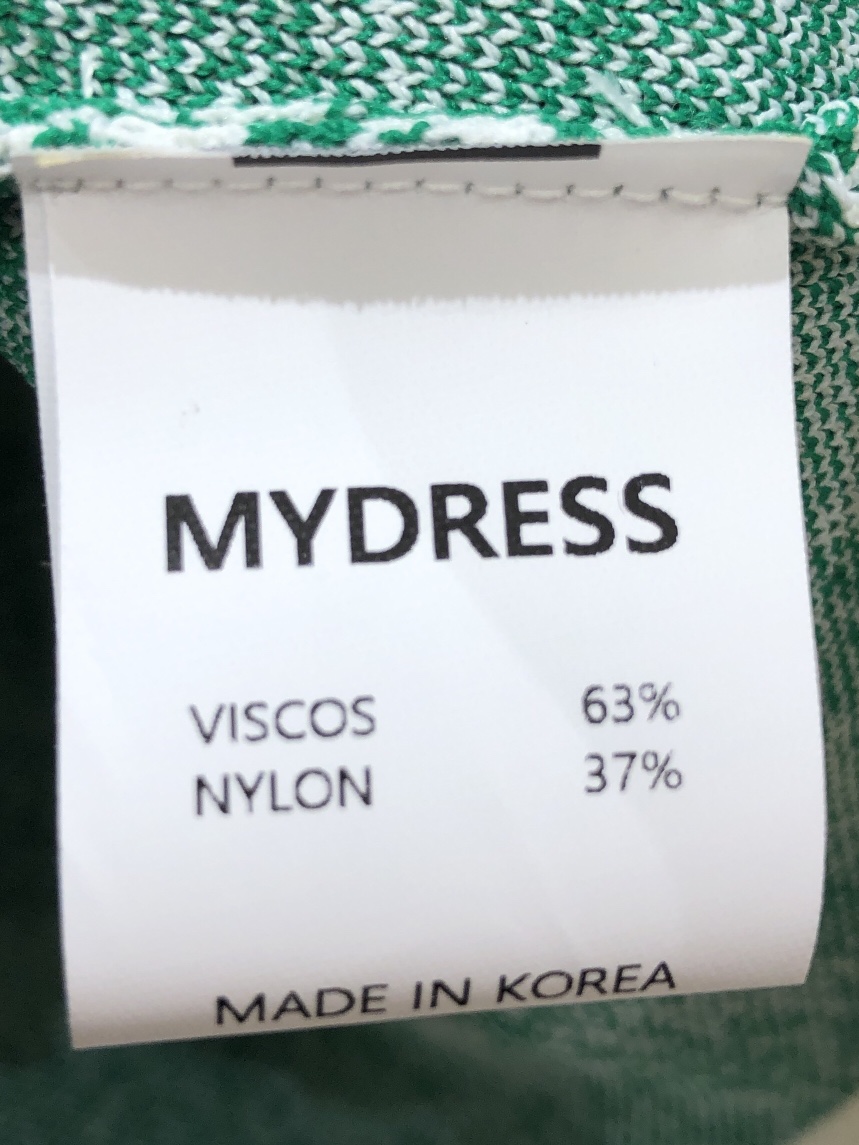 MYDRESS
VISCOS 63%
NYLON 37%
MADE IN KOREA